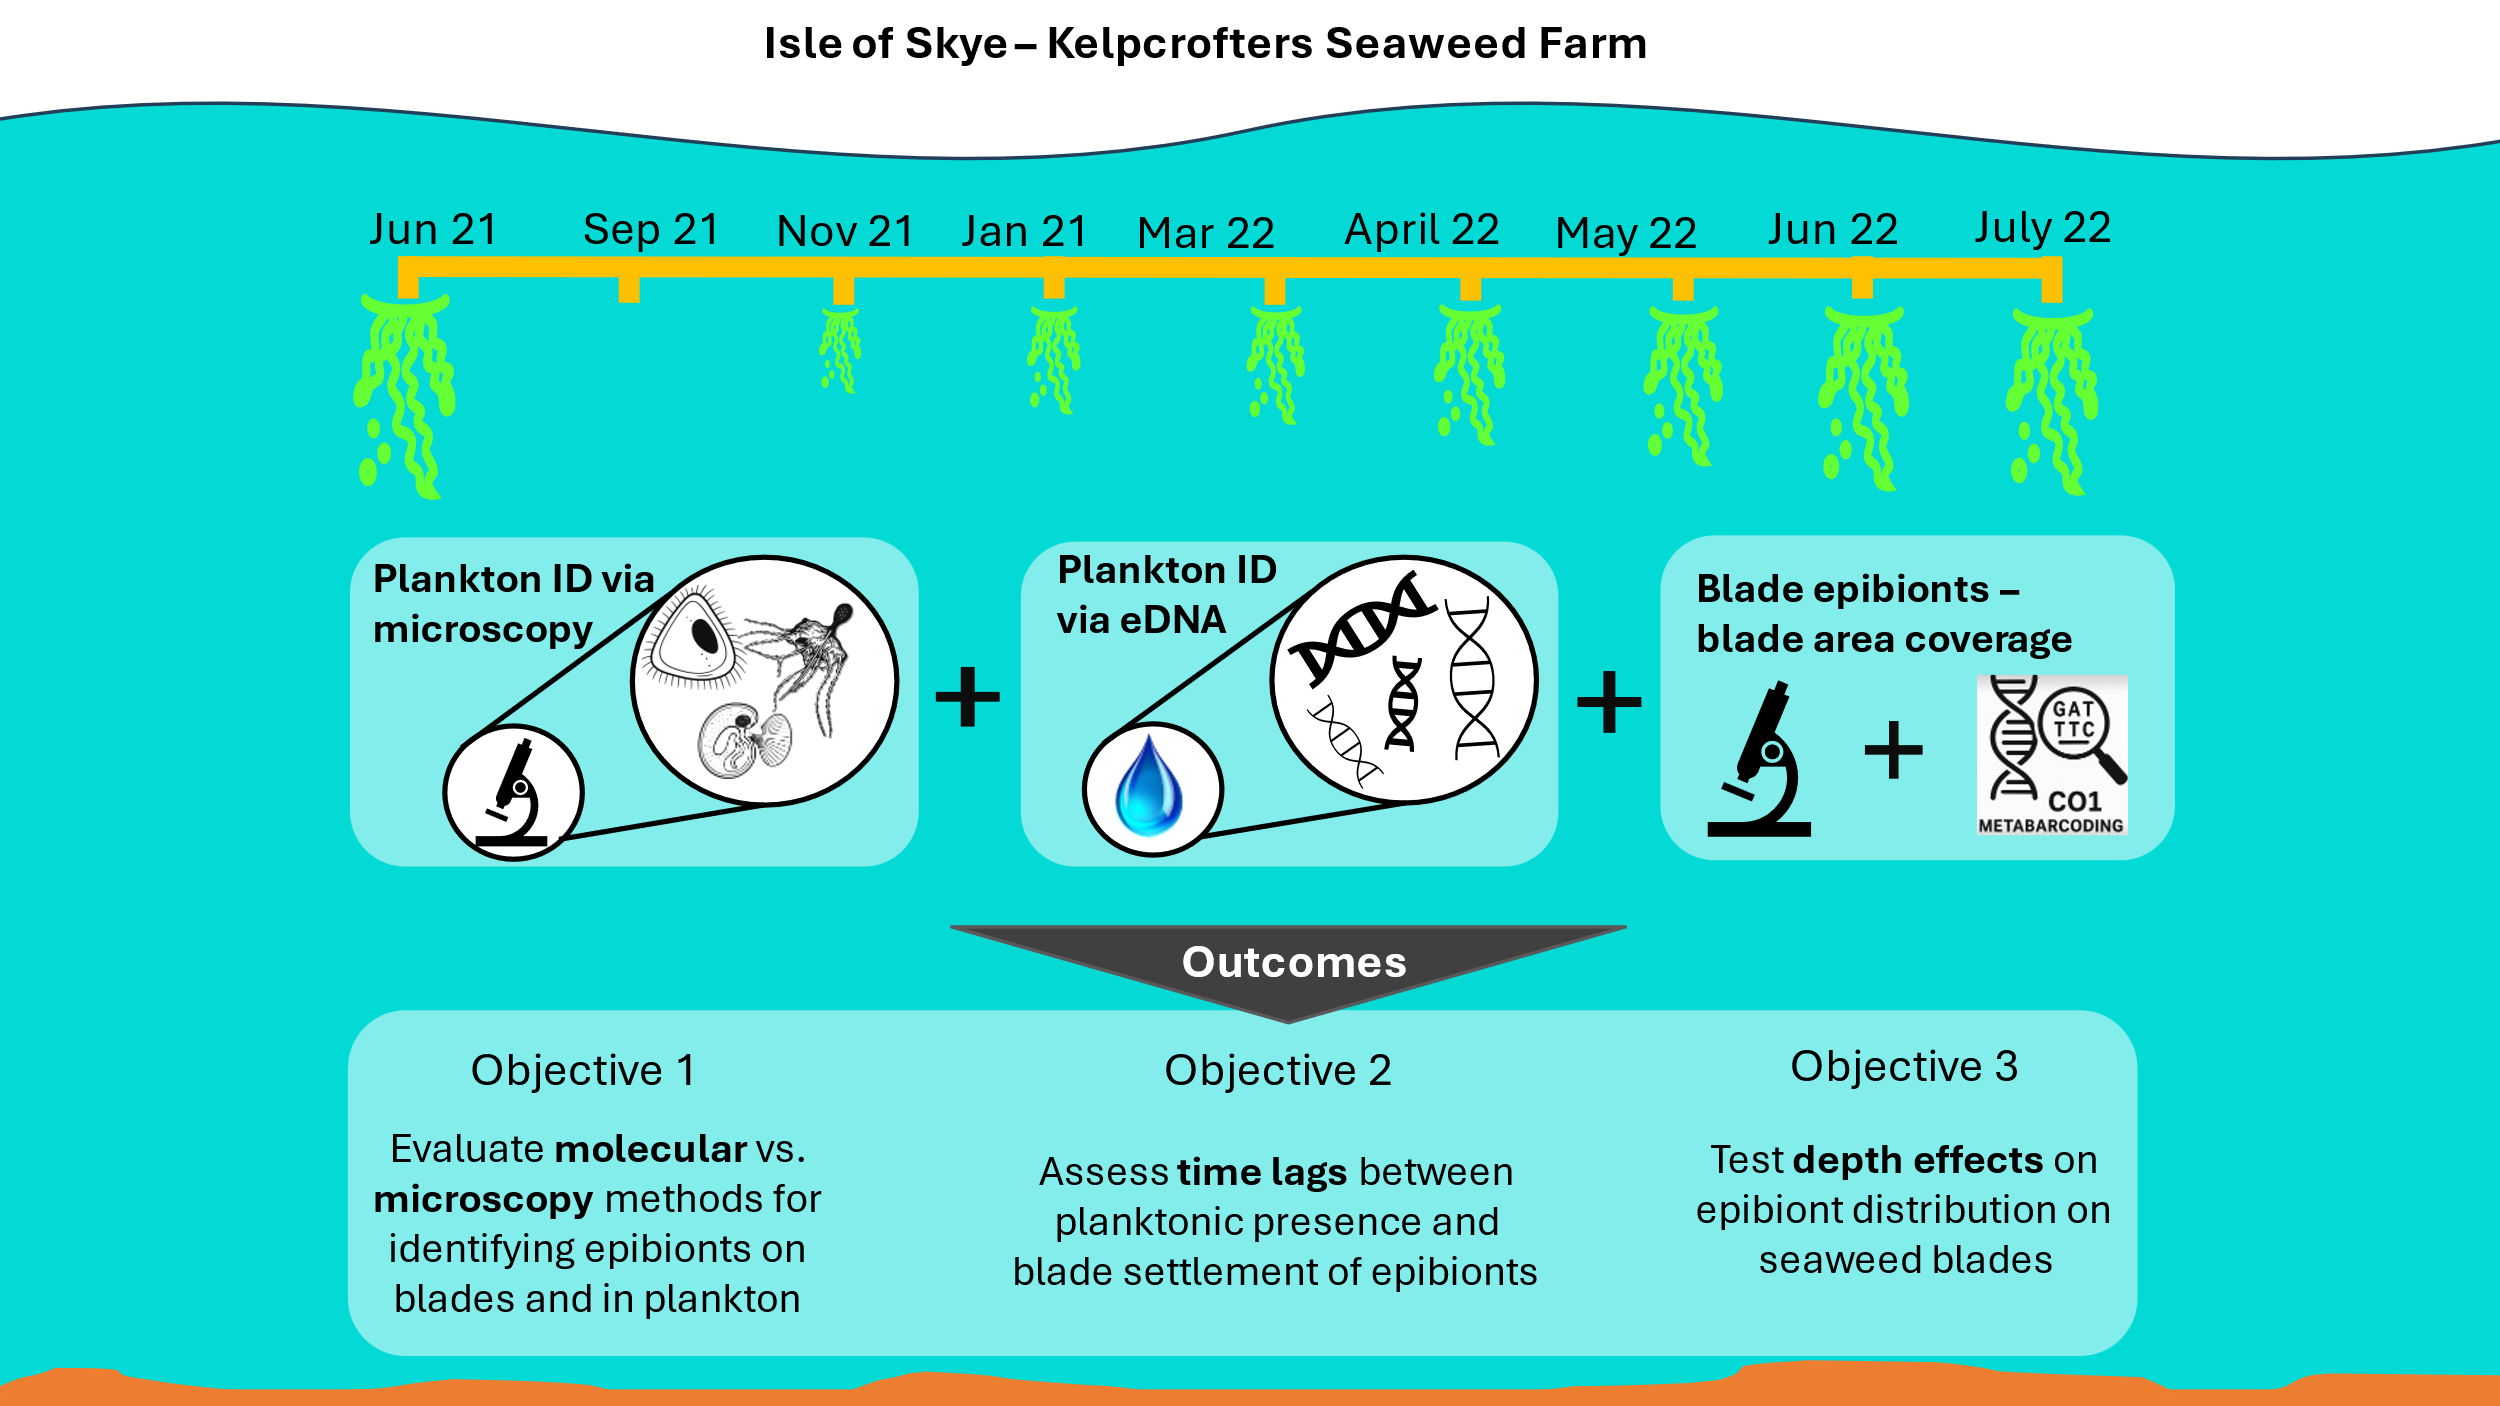 Isle of Skye – Kelpcrofters Seaweed Farm
Jun 21 Sep 21 Nov 21 Jan 21 Mar 22 April 22 May 22 Jun 22 July 22
Plankton ID via
microscopy
Plankton ID
via eDNA
Blade epibionts –
blade area coverage
+
+
+
GAT
TTC
CO1
METABARCODING
Outcomes
Objective 1
Evaluate molecular vs.
microscopy methods for
identifying epibionts on
blades and in plankton
Objective 2
Assess time lags between
planktonic presence and
blade settlement of epibionts
Objective 3
Test depth effects on
epibiont distribution on
seaweed blades